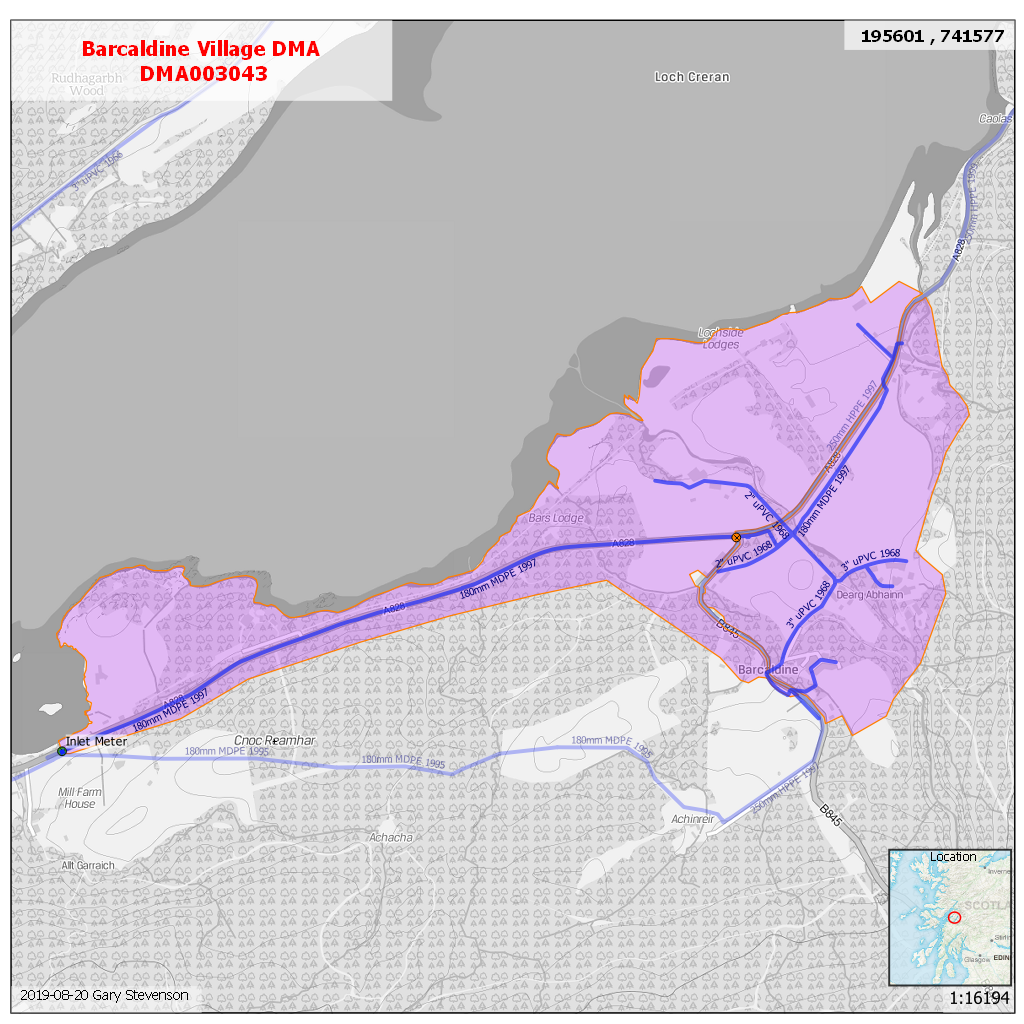 Barcaldine Village DMA
DMA003043
195601 , 741577
Rudhagarbh
Wood
Loch Creran
Caolas
3" uPVC 1968
250mm HPPE 1999
A828
Lochside
Lodges
250mm HPPE 1997
A828
180mm MDPE 1997
2" uPVC 1968
Bars Lodge
A828
2" uPVC 1968
3" uPVC 1968
180mm MDPE 1997
Dearg Abhainn
3" uPVC 1968
A828
B845
Barcaldine
A828
180mm MDPE 1997
Inlet Meter
Cnoc Reamhar
180mm MDPE 1995
180mm MDPE 1995
180mm MDPE 1995
250mm HPPE 1997
Mill Farm
House
Achinreir
B845
Achacha
Allt Garraich
Location
Inverne
SCOTLA
Stirli
Glasgow
EDIN
2019-08-20 Gary Stevenson
1:16194